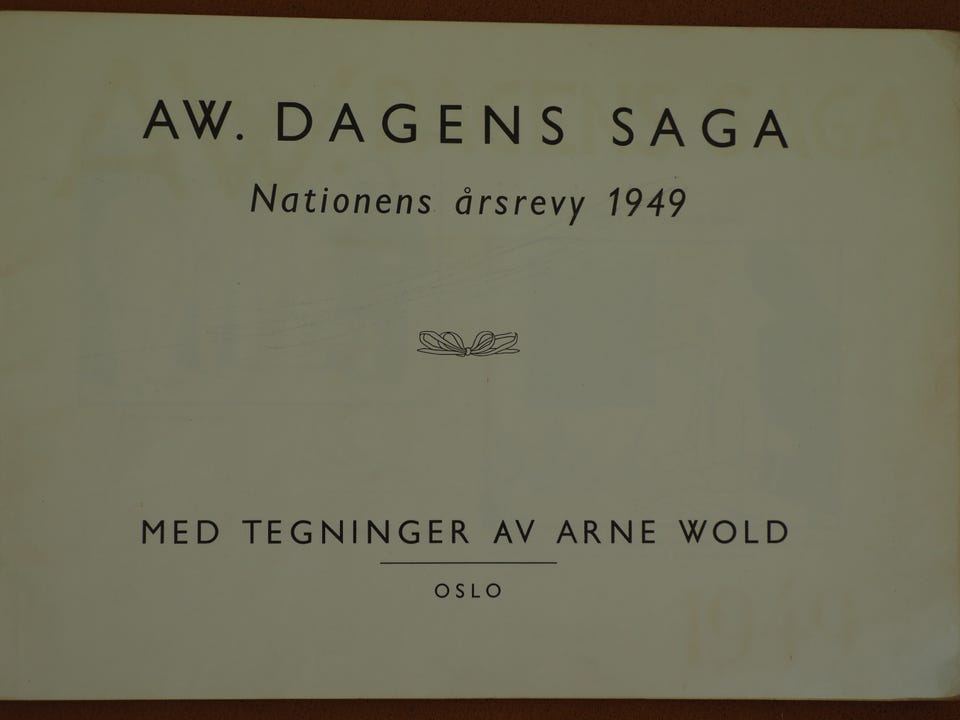 AW. DAGENS SAGA
Nationens årsrevy 1949
MED TEGNINGER AV ARNE WOLD
OSLO